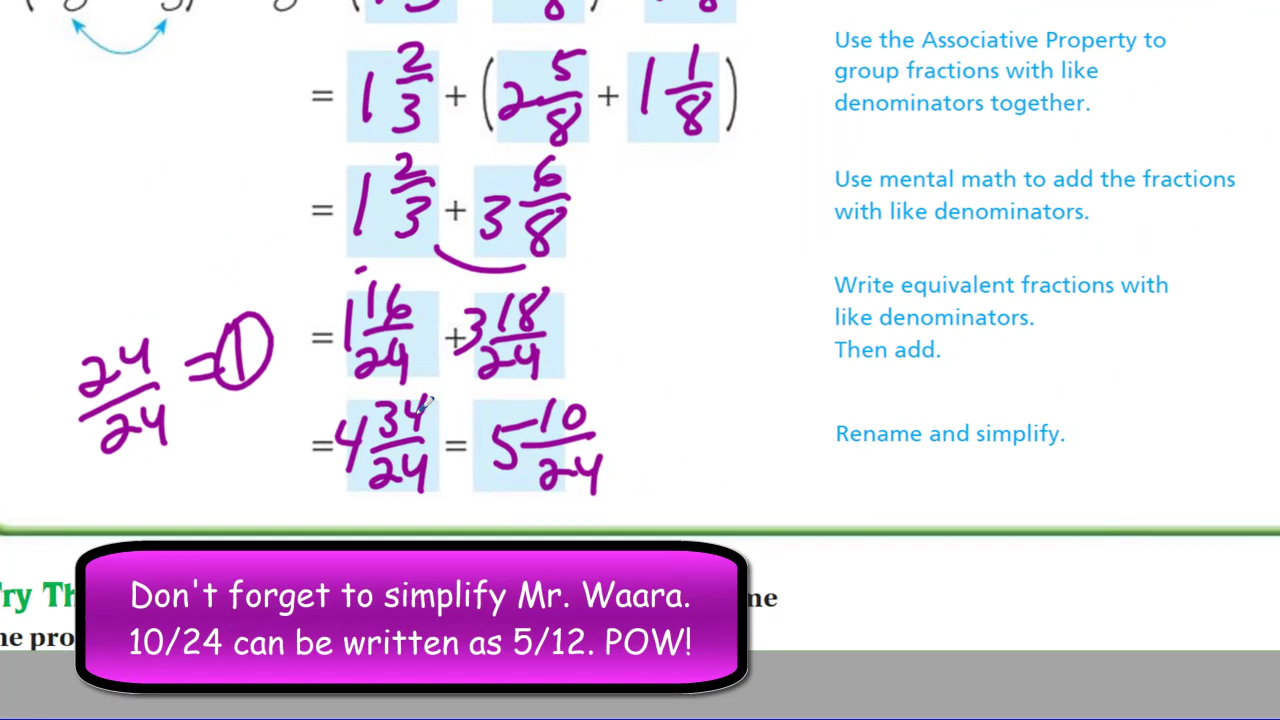 = 1 2/3 + (2 5/8 + 1 1/8)
Use the Associative Property to
group fractions with like
denominators together.
= 1 2/3 + 3 6/8
Use mental math to add the fractions
with like denominators.
= 1 16/24 + 3 18/24
Write equivalent fractions with
like denominators.
Then add.
24/24 = 1
= 4 34/24 = 5 10/24
Rename and simplify.
Don't forget to simplify Mr. Waara.
10/24 can be written as 5/12. POW!